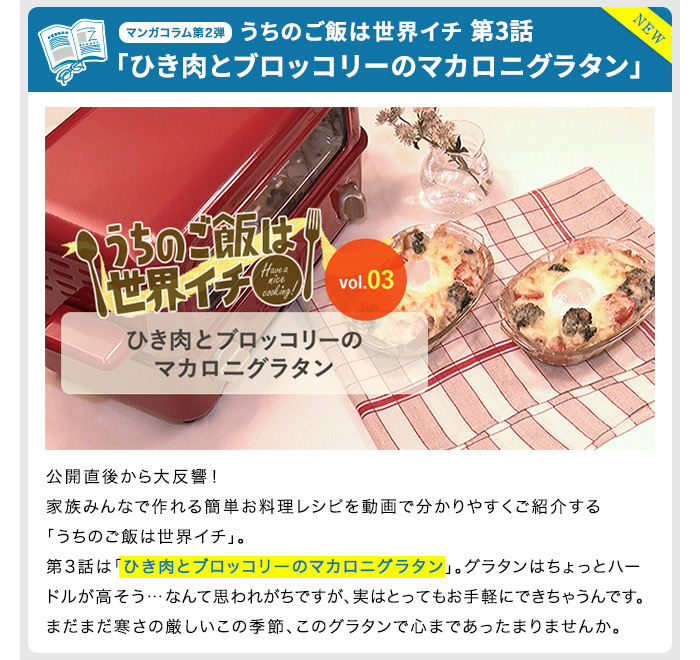 マンガコラム第2弾 うちのご飯は世界イチ 第3話
NEW
「ひき肉とブロッコリーのマカロニグラタン」
うちのご飯は
世界イチ
Have a
nice
cooking!
vol.03
ひき肉とブロッコリーの
マカロニグラタン
公開直後から大反響！
家族みんなで作れる簡単お料理レシピを動画で分かりやすくご紹介する
「うちのご飯は世界イチ」。
第3話は「ひき肉とブロッコリーのマカロニグラタン」。グラタンはちょっとハー
ドルが高そう…なんて思われがちですが、実はとってもお手軽にできちゃうんです。
まだまだ寒さの厳しいこの季節、このグラタンで心まであったまりませんか。